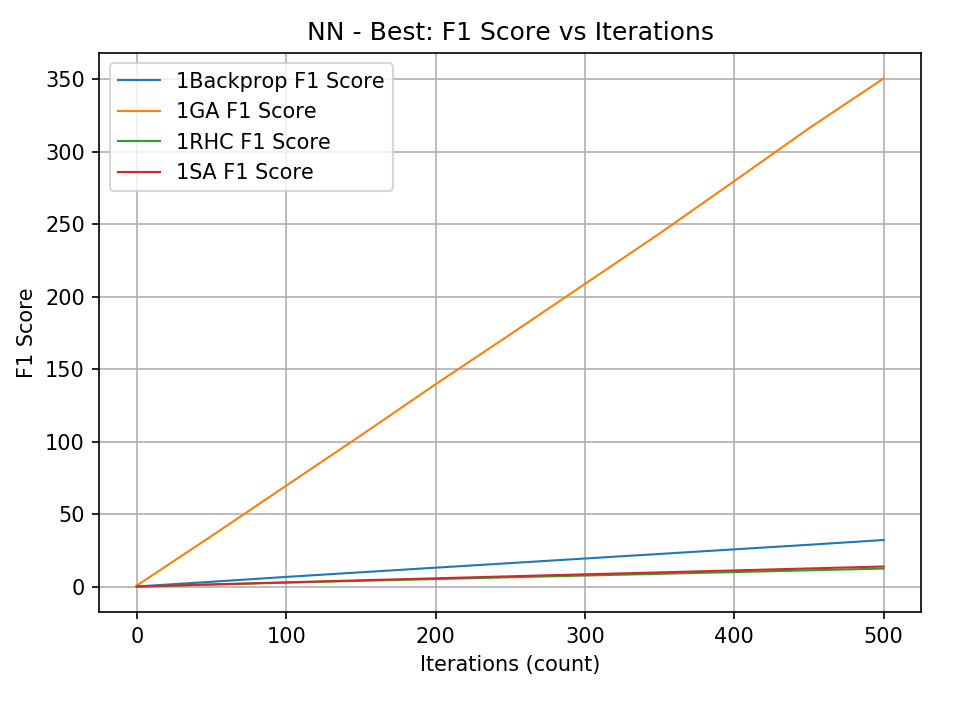 NN - Best: F1 Score vs Iterations
1Backprop F1 Score
1GA F1 Score
1RHC F1 Score
1SA F1 Score
F1 Score
350
300
250
200
150
100
50
0
0 100 200 300 400 500
Iterations (count)